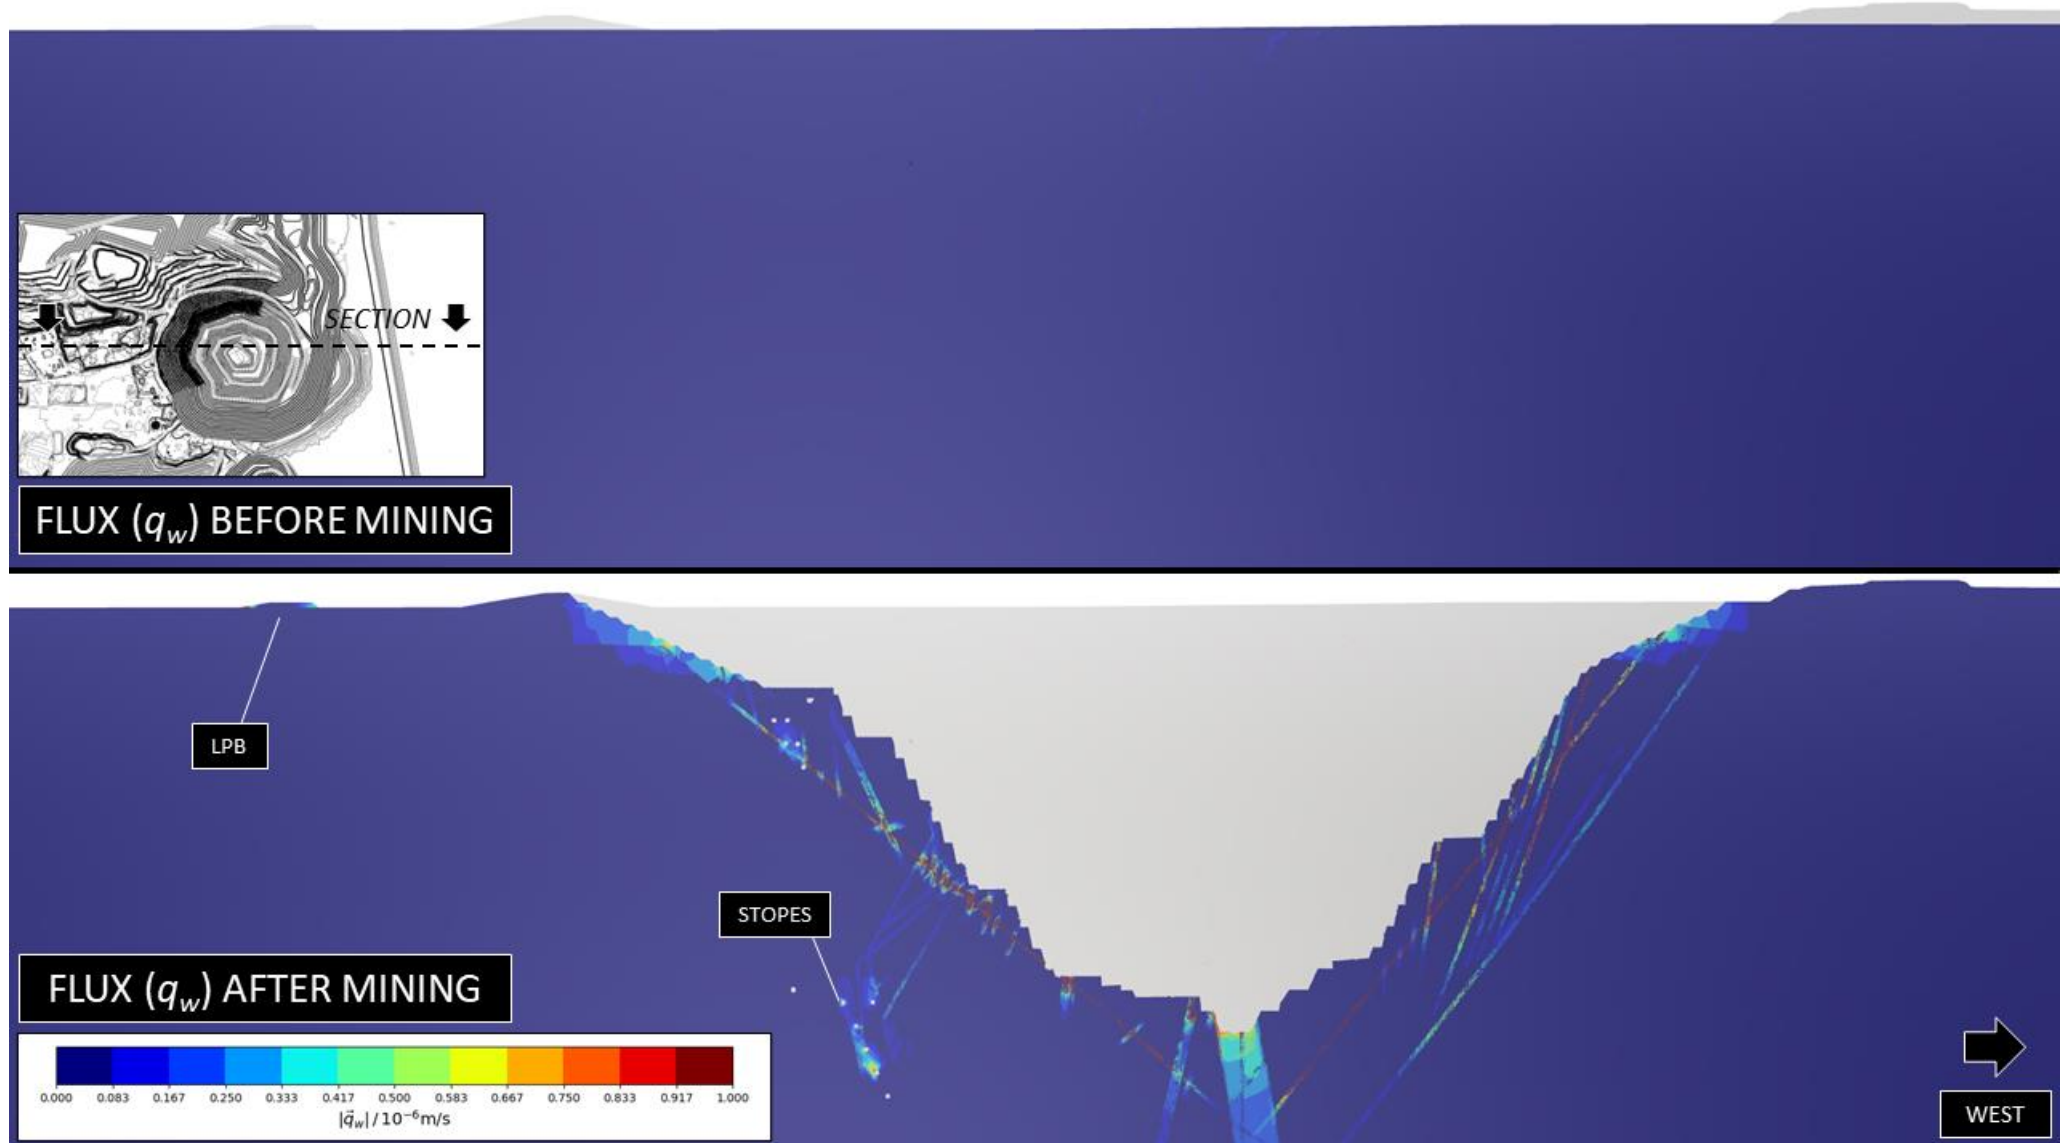 SECTION
FLUX (q_w) BEFORE MINING
LPB
STOPES
FLUX (q_w) AFTER MINING
0.000 0.083 0.167 0.250 0.333 0.417 0.500 0.583 0.667 0.750 0.833 0.917 1.000
|q⃗_w| / 10⁻⁶m/s
WEST